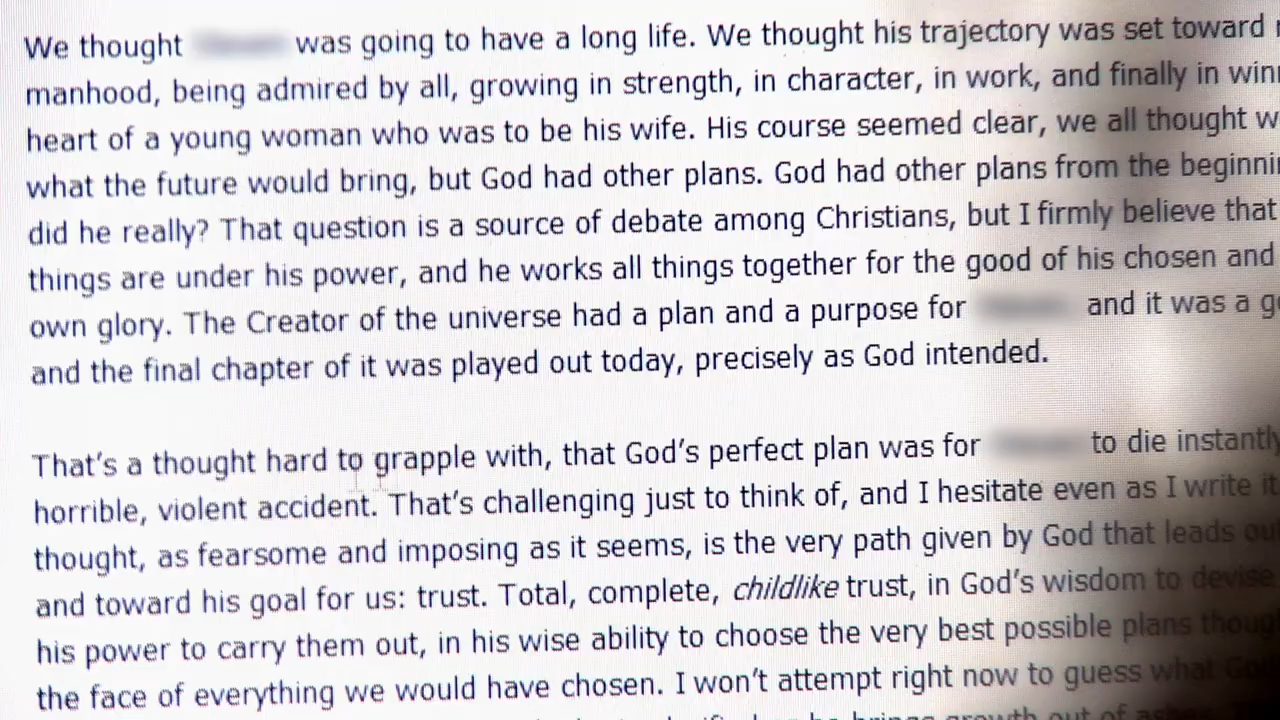 We thought was going to have a long life. We thought his trajectory was set toward
manhood, being admired by all, growing in strength, in character, in work, and finally in
heart of a young woman who was to be his wife. His course seemed clear, we all thought
what the future would bring, but God had other plans. God had other plans from the
did he really? That question is a source of debate among Christians, but I firmly believe that
things are under his power, and he works all things together for the good of his chosen and
own glory. The Creator of the universe had a plan and a purpose for and it was a
and the final chapter of it was played out today, precisely as God intended.
That's a thought hard to grapple with, that God's perfect plan was for to die instantly
horrible, violent accident. That's challenging just to think of, and I hesitate even as I write it
thought, as fearsome and imposing as it seems, is the very path given by God that leads
and toward his goal for us: trust. Total, complete, childlike trust, in God's wisdom to devise
his power to carry them out, in his wise ability to choose the very best possible plans
the face of everything we would have chosen. I won't attempt right now to guess what
growth out of